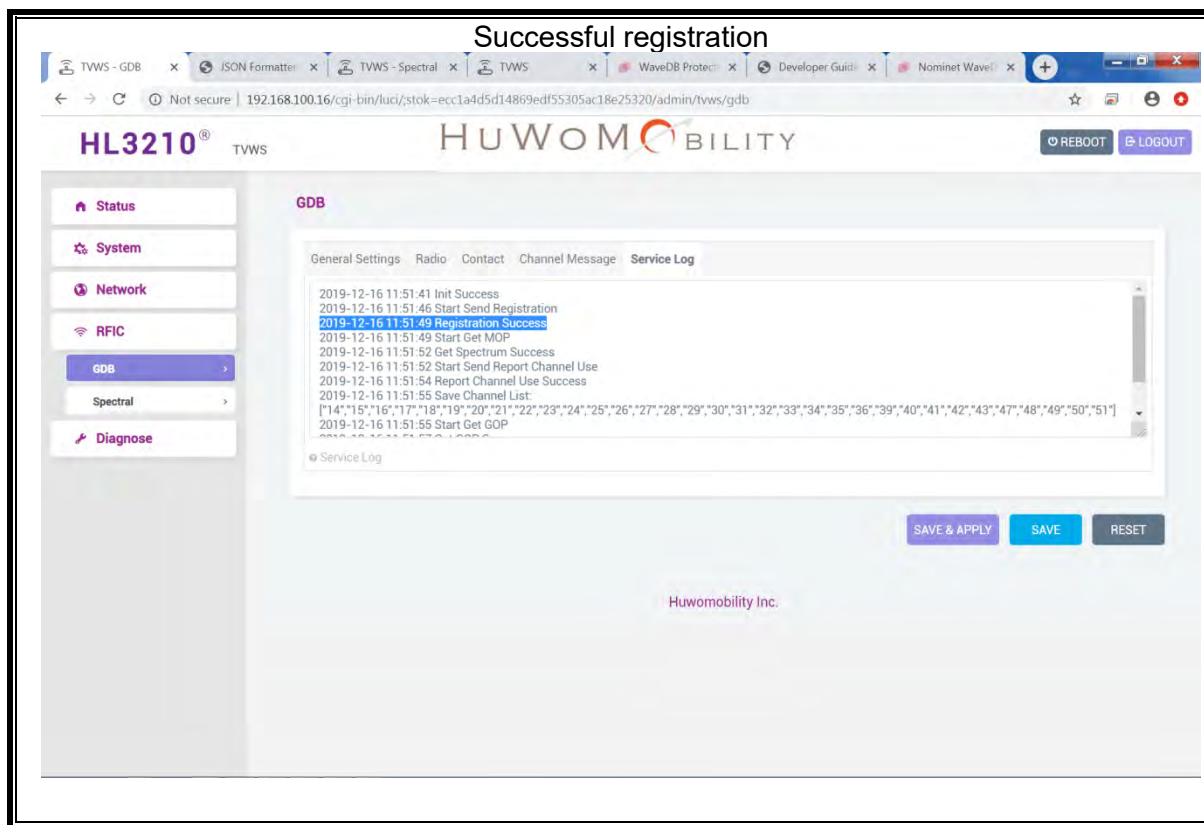 Successful registration
TVWS - GDB JSON Formatter TVWS - Spectral TVWS WaveDB Protec Developer Guid Nominet WaveD
Not secure | 192.168.100.16/cgi-bin/luci/;stok=ecc1a4d5d14869edf55305ac18e25320/admin/tvws/gdb
HL3210® TVWS HUWOMOBILITY REBOOT LOGOUT
Status
System
Network
RFIC
GDB
Spectral
Diagnose
GDB
General Settings Radio Contact Channel Message Service Log
2019-12-16 11:51:41 Init Success
2019-12-16 11:51:46 Start Send Registration
2019-12-16 11:51:49 Registration Success
2019-12-16 11:51:49 Start Get MOP
2019-12-16 11:51:52 Get Spectrum Success
2019-12-16 11:51:52 Start Send Report Channel Use
2019-12-16 11:51:54 Report Channel Use Success
2019-12-16 11:51:55 Save Channel List:
["14","15","16","17","18","19","20","21","22","23","24","25","26","27","28","29","30","31","32","33","34","35","36","39","40","41","42","43","47","48","49","50","51"]
2019-12-16 11:51:55 Start Get GOP
Service Log
SAVE & APPLY SAVE RESET
Huwomobility Inc.